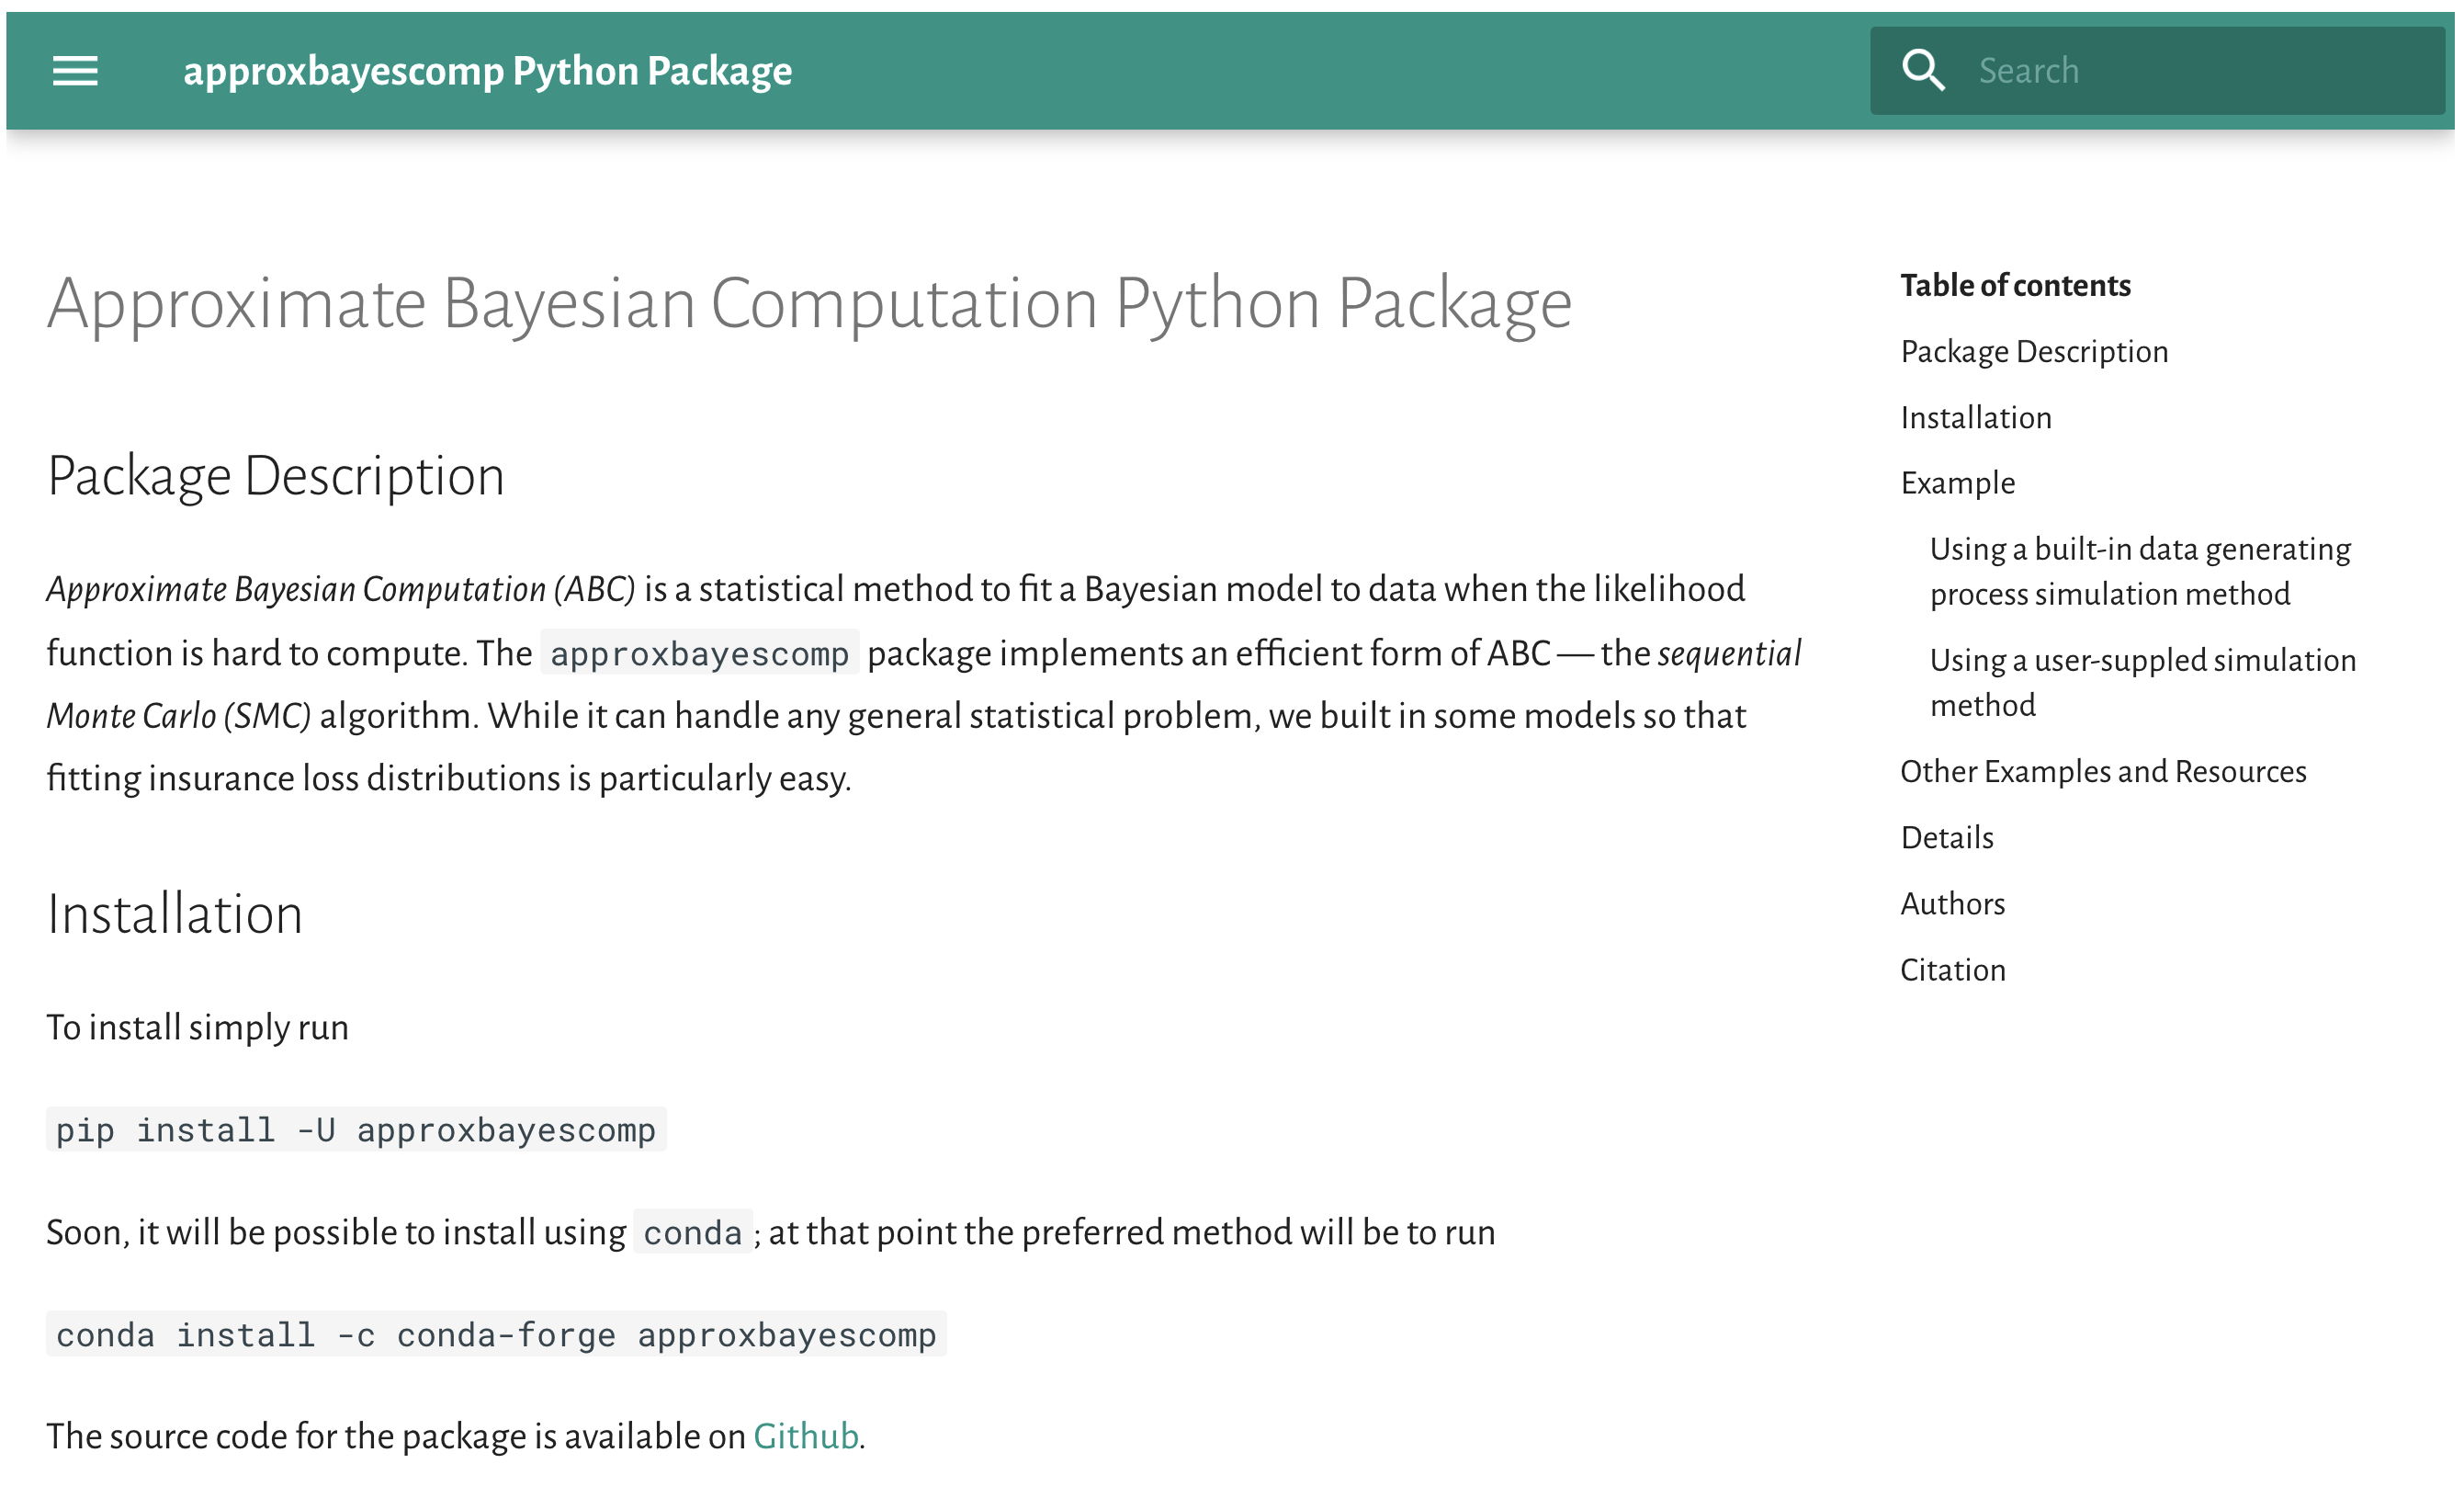 approxbayescomp Python Package
Search
Approximate Bayesian Computation Python Package
Package Description
Approximate Bayesian Computation (ABC) is a statistical method to fit a Bayesian model to data when the likelihood
function is hard to compute. The approxbayescomp package implements an efficient form of ABC — the sequential
Monte Carlo (SMC) algorithm. While it can handle any general statistical problem, we built in some models so that
fitting insurance loss distributions is particularly easy.
Installation
To install simply run
pip install -U approxbayescomp
Soon, it will be possible to install using conda; at that point the preferred method will be to run
conda install -c conda-forge approxbayescomp
The source code for the package is available on Github.
Table of contents
Package Description
Installation
Example
Using a built-in data generating
process simulation method
Using a user-suppled simulation
method
Other Examples and Resources
Details
Authors
Citation